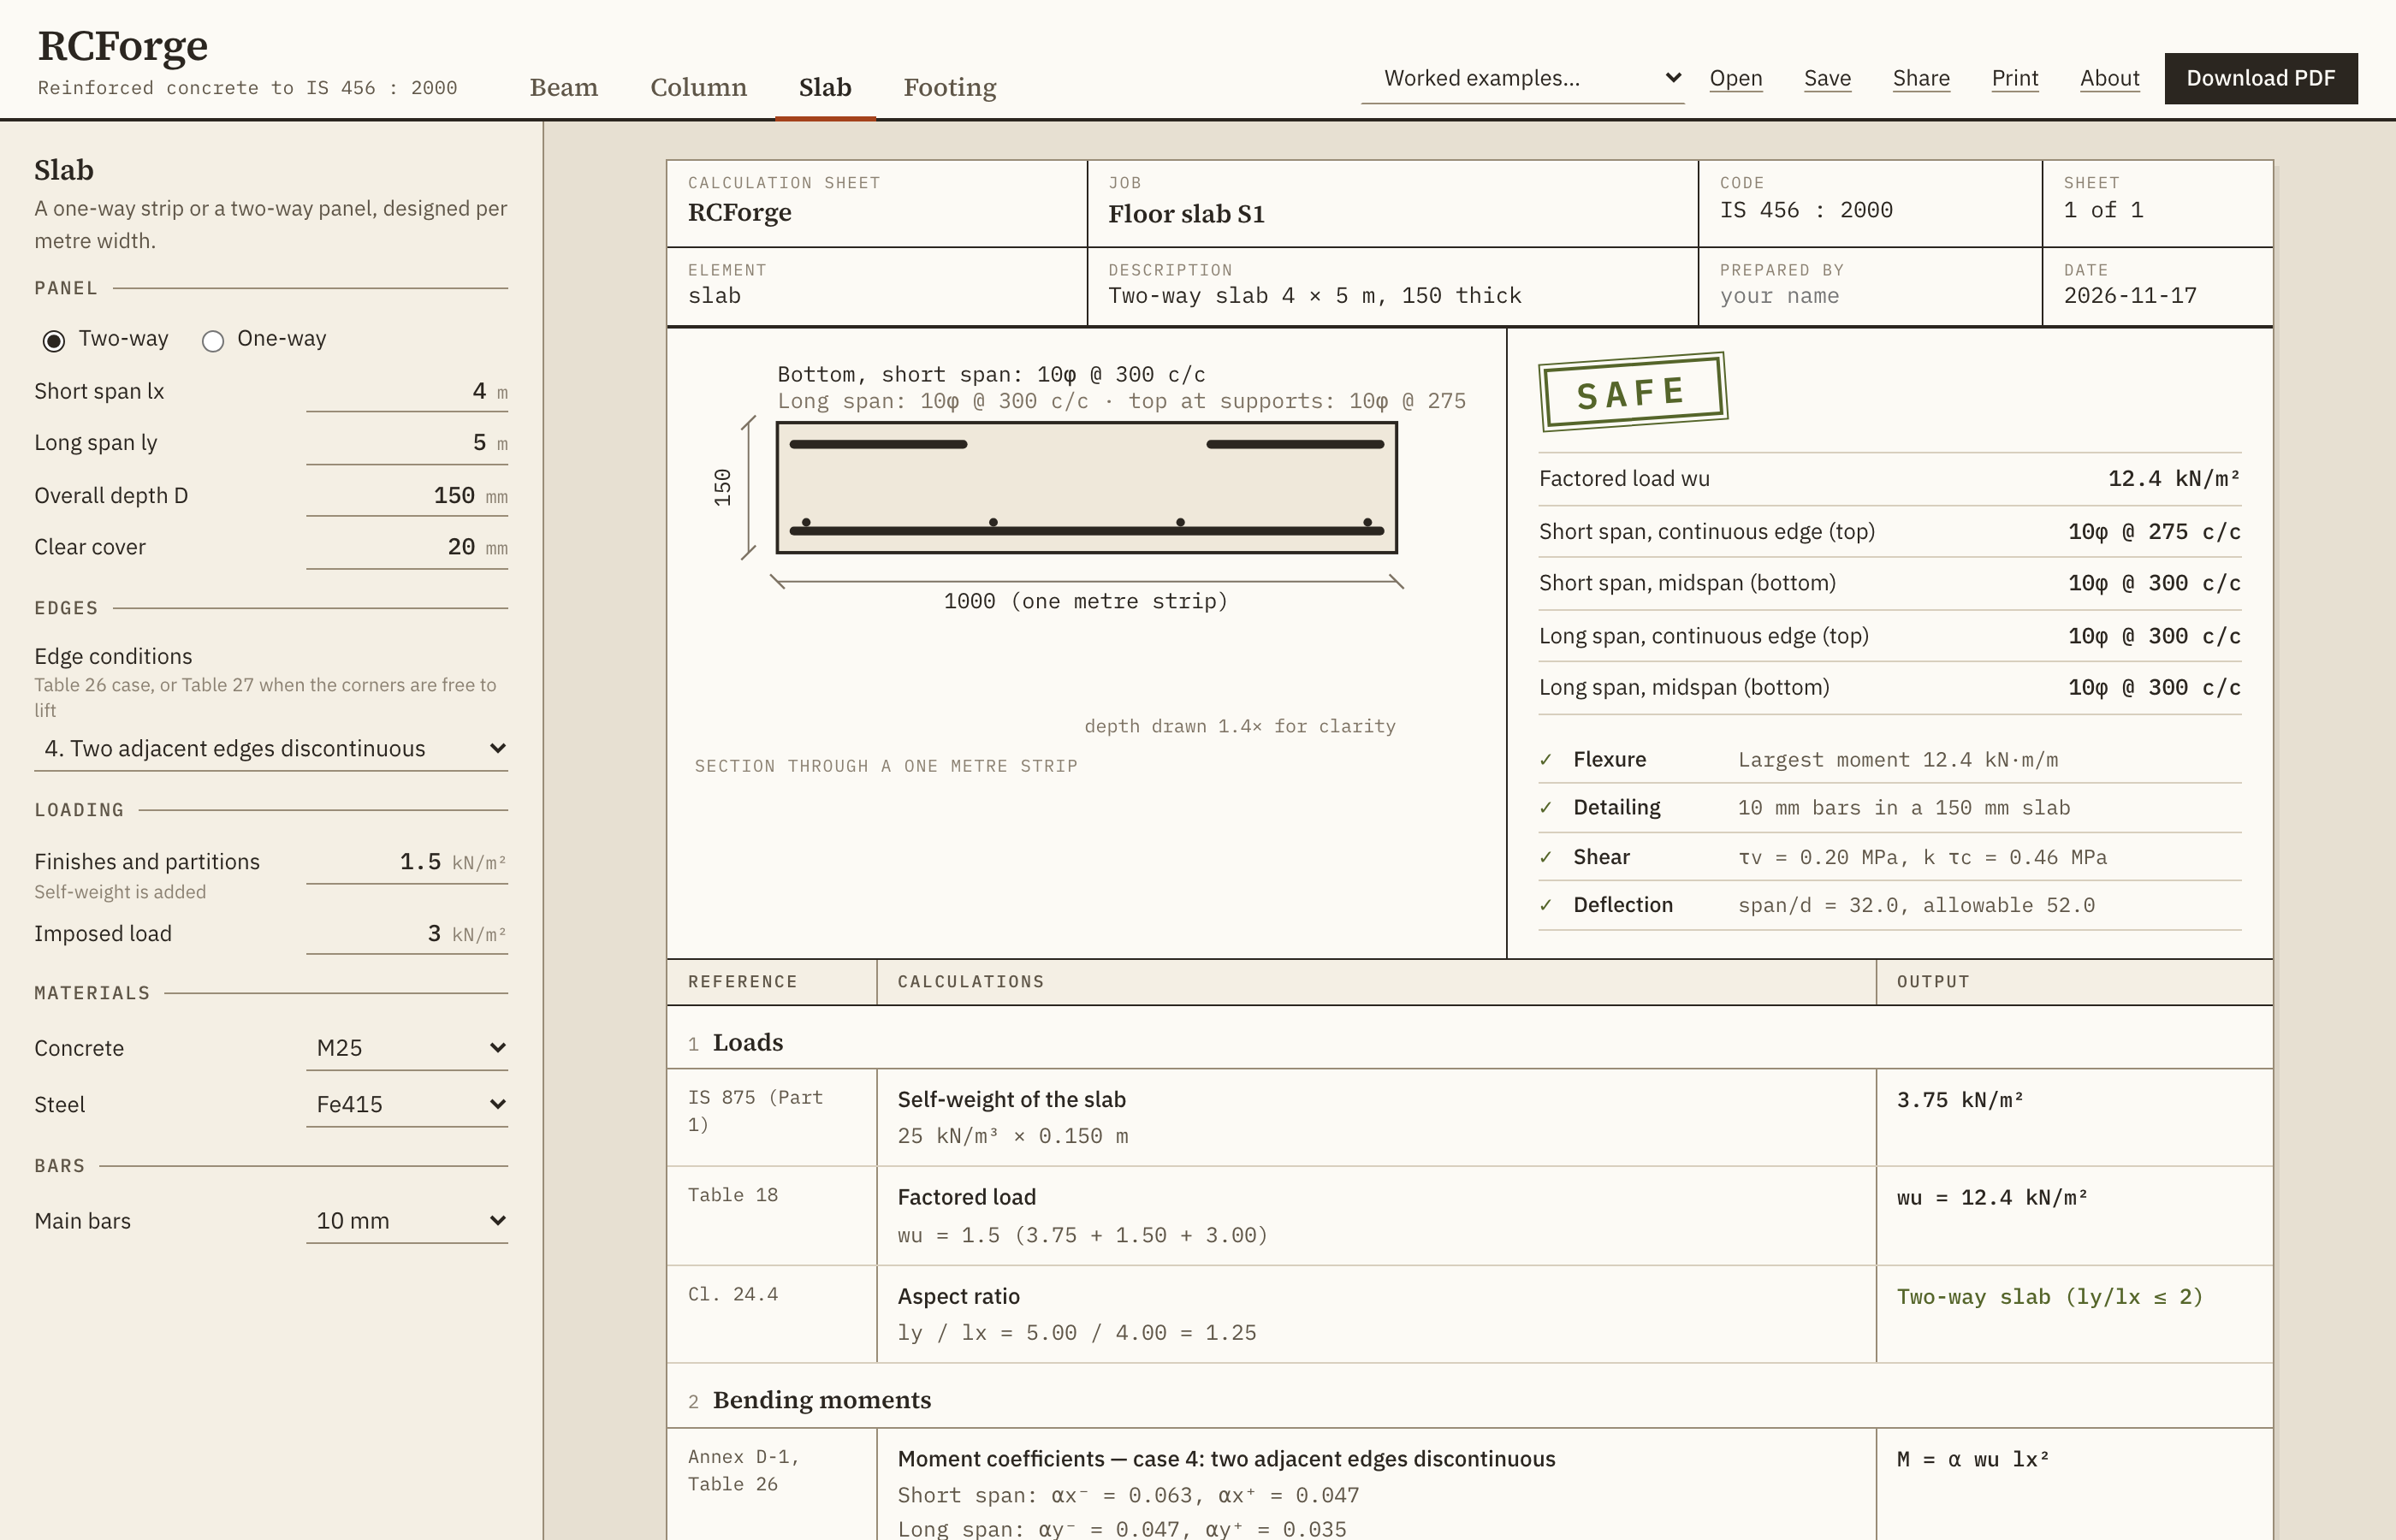 RCForge
Reinforced concrete to IS 456 : 2000
Beam
Column
Slab
Footing
Worked examples...
Open
Save
Share
Print
About
Download PDF
Slab
A one-way strip or a two-way panel, designed per
metre width.
PANEL
Two-way
One-way
Short span lx
4 m
Long span ly
5 m
Overall depth D
150 mm
Clear cover
20 mm
EDGES
Edge conditions
Table 26 case, or Table 27 when the corners are free to
lift
4. Two adjacent edges discontinuous
LOADING
Finishes and partitions
1.5 kN/m²
Self-weight is added
Imposed load
3 kN/m²
MATERIALS
Concrete
M25
Steel
Fe415
BARS
Main bars
10 mm
CALCULATION SHEET
RCForge
JOB
Floor slab S1
CODE
IS 456 : 2000
SHEET
1 of 1
ELEMENT
slab
DESCRIPTION
Two-way slab 4 × 5 m, 150 thick
PREPARED BY
your name
DATE
2026-11-17
Bottom, short span: 10φ @ 300 c/c
Long span: 10φ @ 300 c/c · top at supports: 10φ @ 275
150
1000 (one metre strip)
depth drawn 1.4× for clarity
SECTION THROUGH A ONE METRE STRIP
SAFE
Factored load wu
12.4 kN/m²
Short span, continuous edge (top)
10φ @ 275 c/c
Short span, midspan (bottom)
10φ @ 300 c/c
Long span, continuous edge (top)
10φ @ 300 c/c
Long span, midspan (bottom)
10φ @ 300 c/c
✓ Flexure
Largest moment 12.4 kN·m/m
✓ Detailing
10 mm bars in a 150 mm slab
✓ Shear
τv = 0.20 MPa, k τc = 0.46 MPa
✓ Deflection
span/d = 32.0, allowable 52.0
REFERENCE
CALCULATIONS
OUTPUT
1 Loads
IS 875 (Part
1)
Self-weight of the slab
25 kN/m³ × 0.150 m
3.75 kN/m²
Table 18
Factored load
wu = 1.5 (3.75 + 1.50 + 3.00)
wu = 12.4 kN/m²
Cl. 24.4
Aspect ratio
ly / lx = 5.00 / 4.00 = 1.25
Two-way slab (ly/lx ≤ 2)
2 Bending moments
Annex D-1,
Table 26
Moment coefficients — case 4: two adjacent edges discontinuous
Short span: αx⁻ = 0.063, αx⁺ = 0.047
Long span: αy⁻ = 0.047, αy⁺ = 0.035
M = α wu lx²